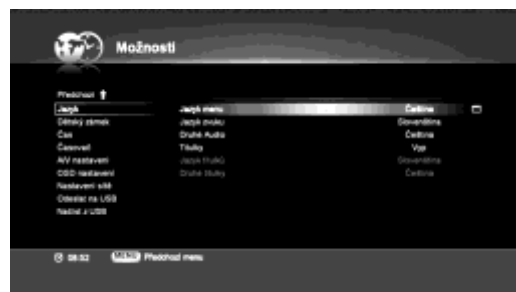 Možnosti
Předchozí
Jazyk Jazyk menu Čeština
Dětský zámek Jazyk zvuku Slovenština
Čas Druhé Audio Čeština
Časovač Titulky Vyp
A/V nastavení Jazyk titulků Slovenština
OSD nastavení Druhé titulky Čeština
Nastavení sítě
Odeslat na USB
Načíst z USB
08:52 MENU Předchozí menu